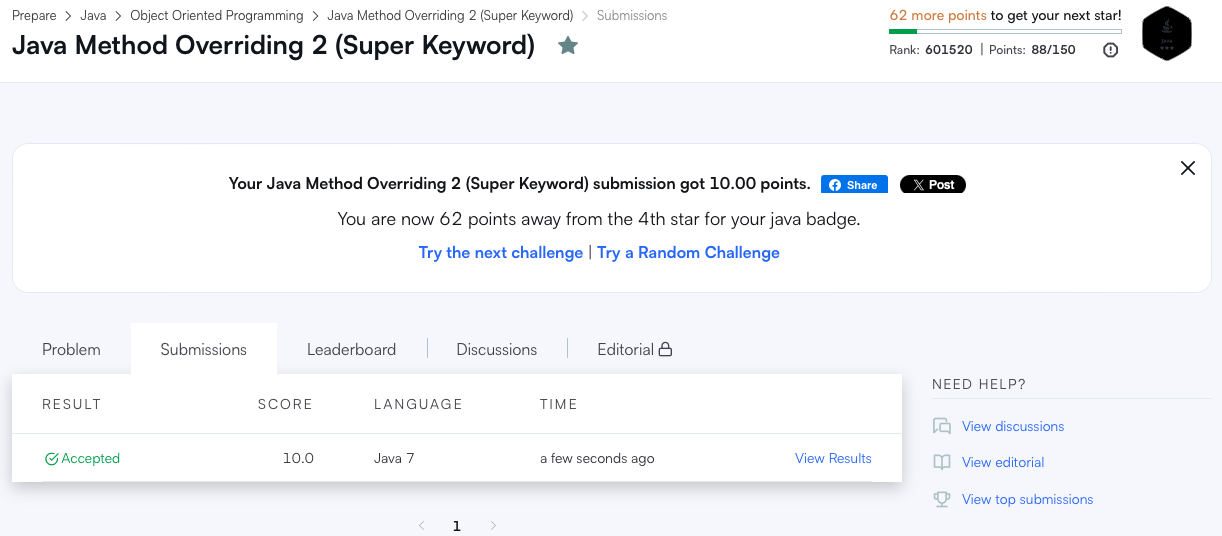 Prepare > Java > Object Oriented Programming > Java Method Overriding 2 (Super Keyword) > Submissions
Java Method Overriding 2 (Super Keyword)
62 more points to get your next star!
Rank: 601520 | Points: 88/150
Your Java Method Overriding 2 (Super Keyword) submission got 10.00 points. Share Post
You are now 62 points away from the 4th star for your java badge.
Try the next challenge | Try a Random Challenge
Problem Submissions Leaderboard Discussions Editorial
RESULT SCORE LANGUAGE TIME
Accepted 10.0 Java 7 a few seconds ago View Results
1
NEED HELP?
View discussions
View editorial
View top submissions